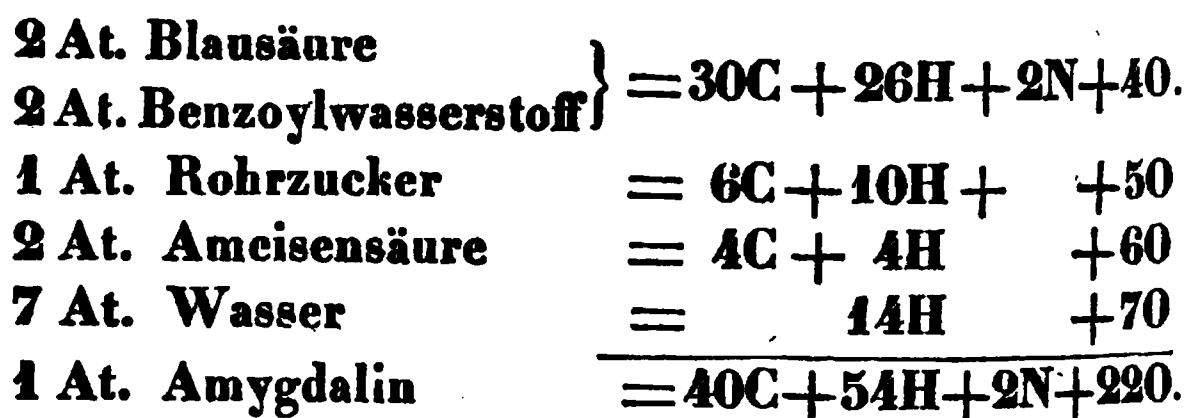 2 At. Blausäure
2 At. Benzoylwasserstoff } = 30C + 26H + 2N + 4O.
1 At. Rohrzucker = 6C + 10H + + 5O
2 At. Ameisensäure = 4C + 4H + 6O
7 At. Wasser = 14H + 7O
1 At. Amygdalin = 40C + 54H + 2N + 22O.